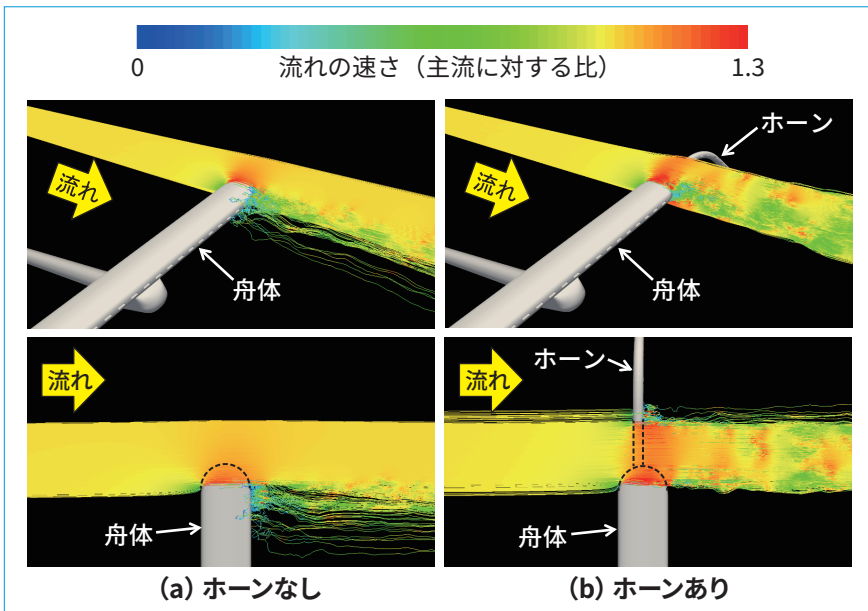 0
流れの速さ（主流に対する比）
1.3
流れ
舟体
ホーン
流れ
舟体
流れ
舟体
ホーン
流れ
舟体
(a) ホーンなし
(b) ホーンあり